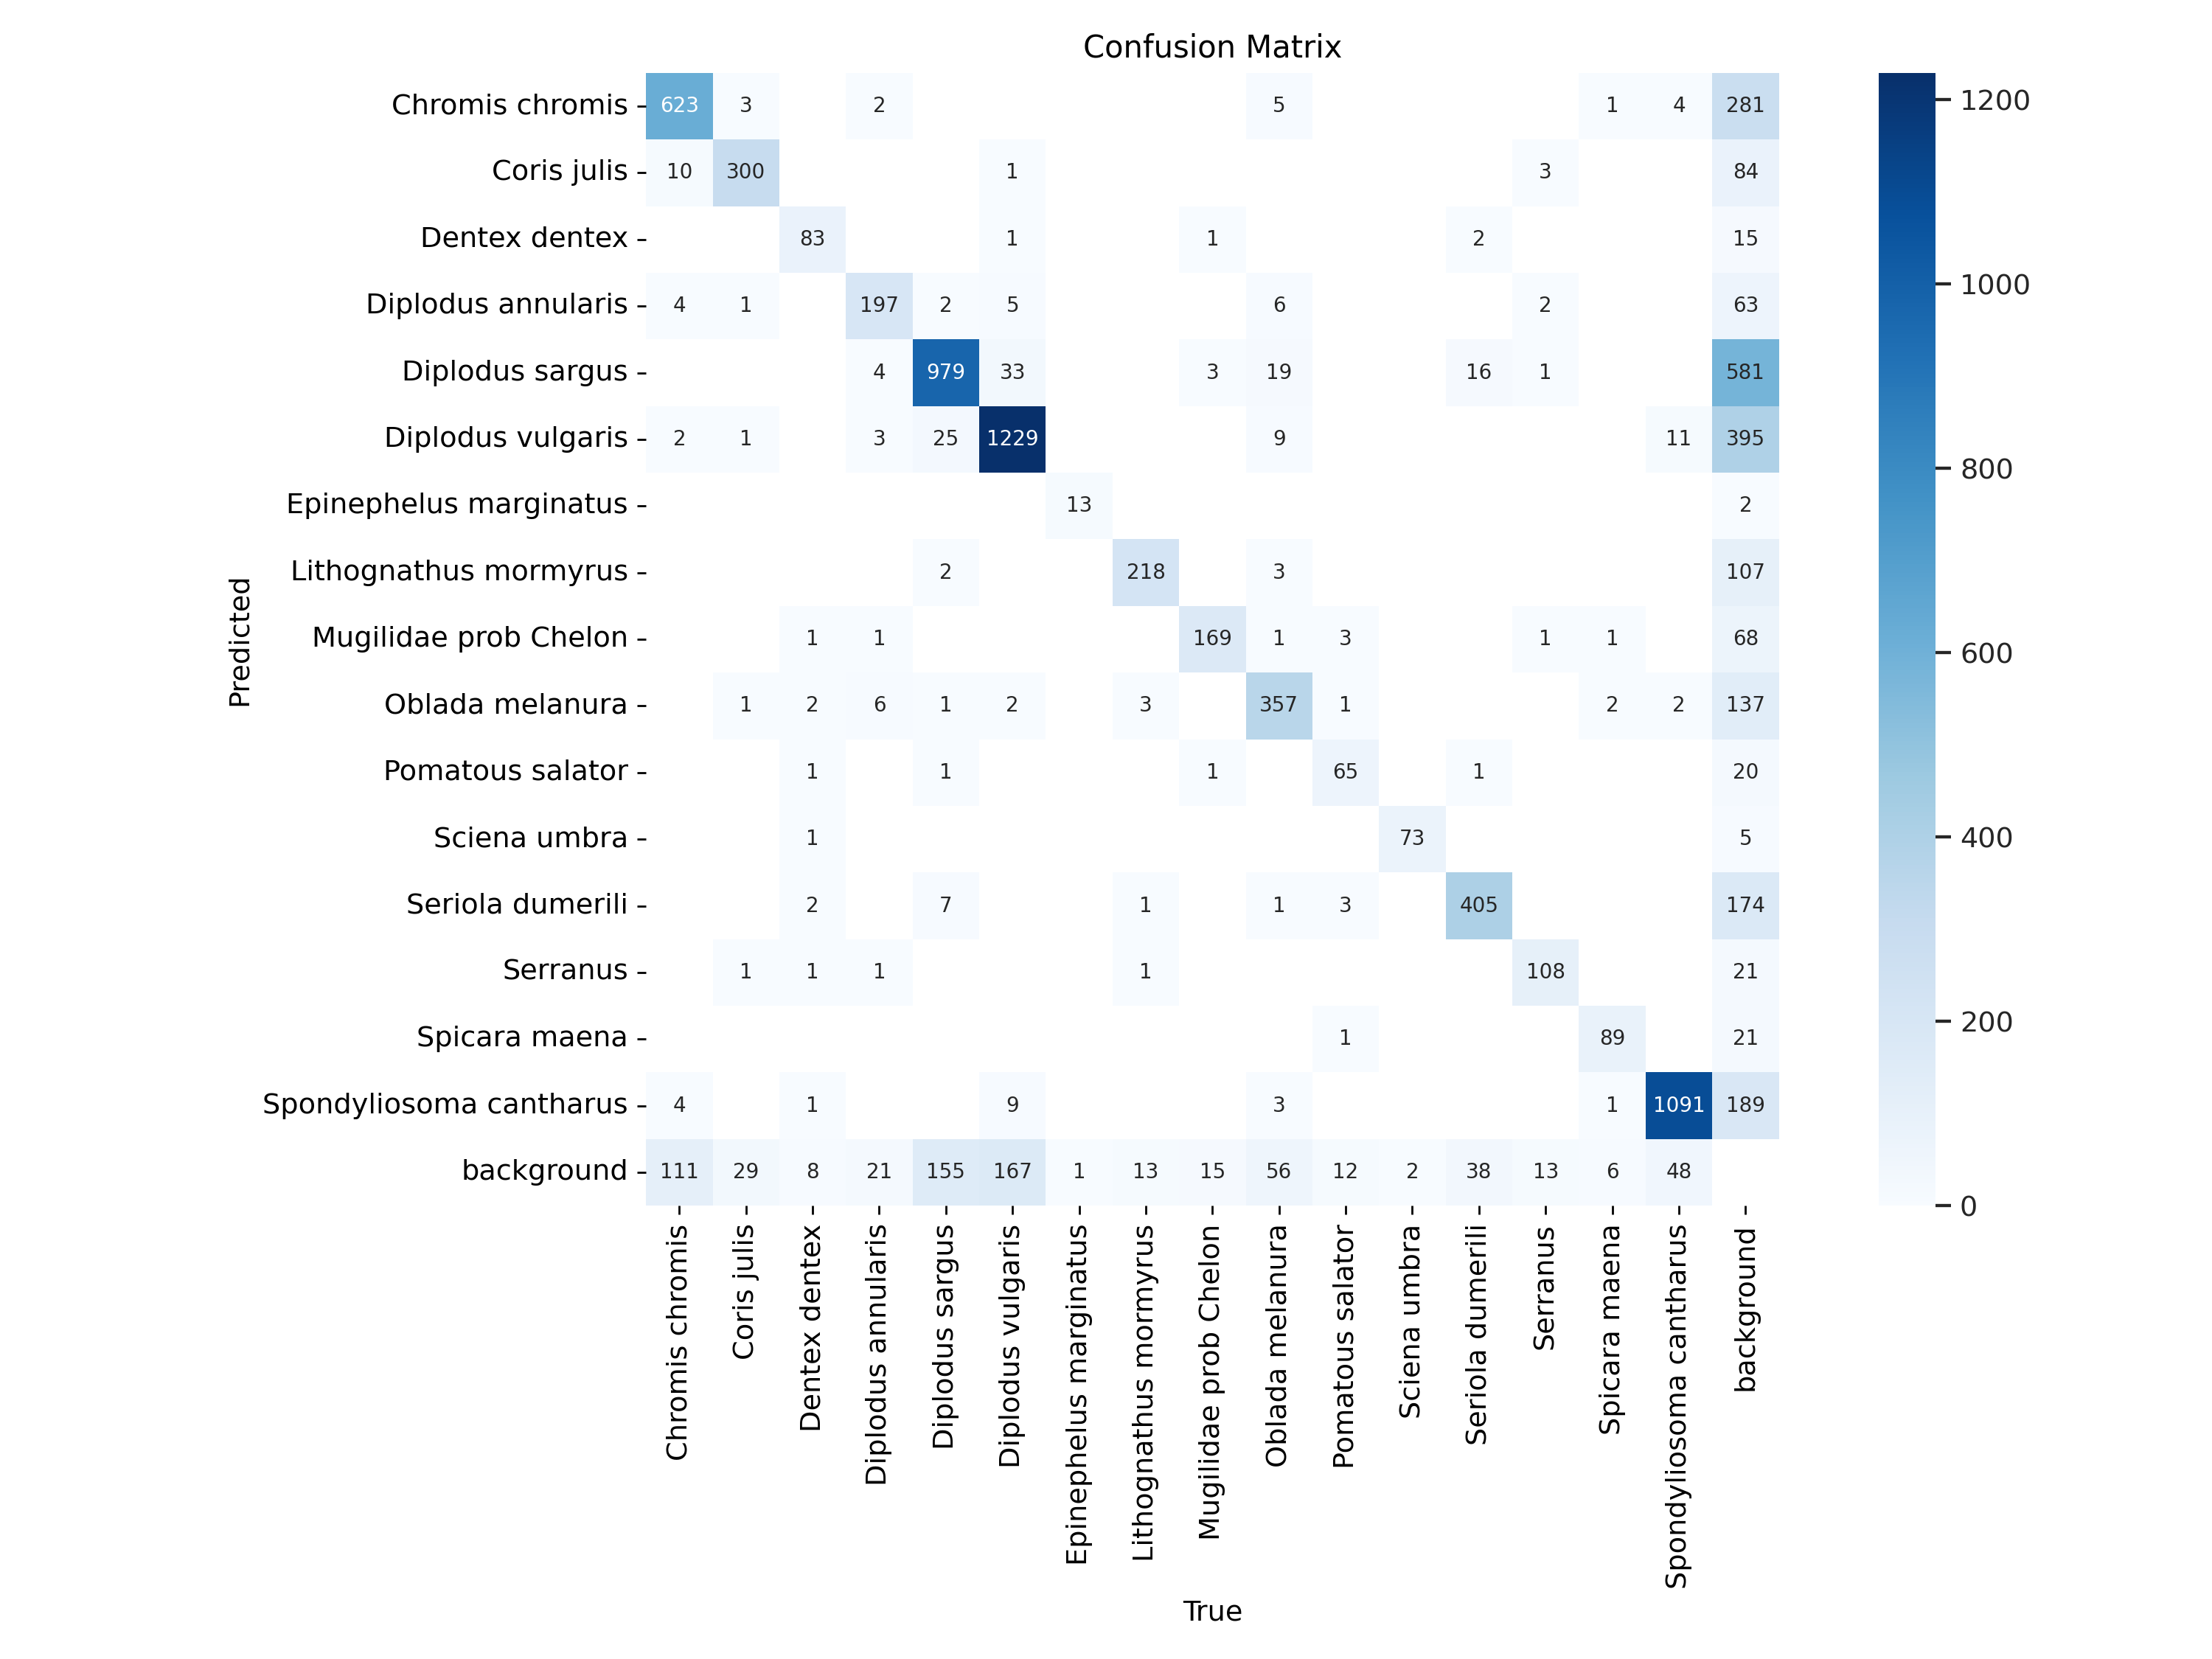 Confusion Matrix
Chromis chromis 623 3 2 5 1 4 281
Coris julis 10 300 1 3 84
Dentex dentex 83 1 1 2 15
Diplodus annularis 4 1 197 2 5 6 2 63
Diplodus sargus 4 979 33 3 19 16 1 581
Diplodus vulgaris 2 1 3 25 1229 9 11 395
Epinephelus marginatus 13 2
Lithognathus mormyrus 2 218 3 107
Mugilidae prob Chelon 1 1 169 1 3 1 1 68
Oblada melanura 1 2 6 1 2 3 357 1 2 2 137
Pomatous salator 1 1 1 65 1 20
Sciena umbra 1 73 5
Seriola dumerili 2 7 1 1 3 405 174
Serranus 1 1 1 1 108 21
Spicara maena 1 89 21
Spondyliosoma cantharus 4 1 9 3 1 1091 189
background 111 29 8 21 155 167 1 13 15 56 12 2 38 13 6 48
Predicted
Chromis chromis
Coris julis
Dentex dentex
Diplodus annularis
Diplodus sargus
Diplodus vulgaris
Epinephelus marginatus
Lithognathus mormyrus
Mugilidae prob Chelon
Oblada melanura
Pomatous salator
Sciena umbra
Seriola dumerili
Serranus
Spicara maena
Spondyliosoma cantharus
background
True
1200
1000
800
600
400
200
0